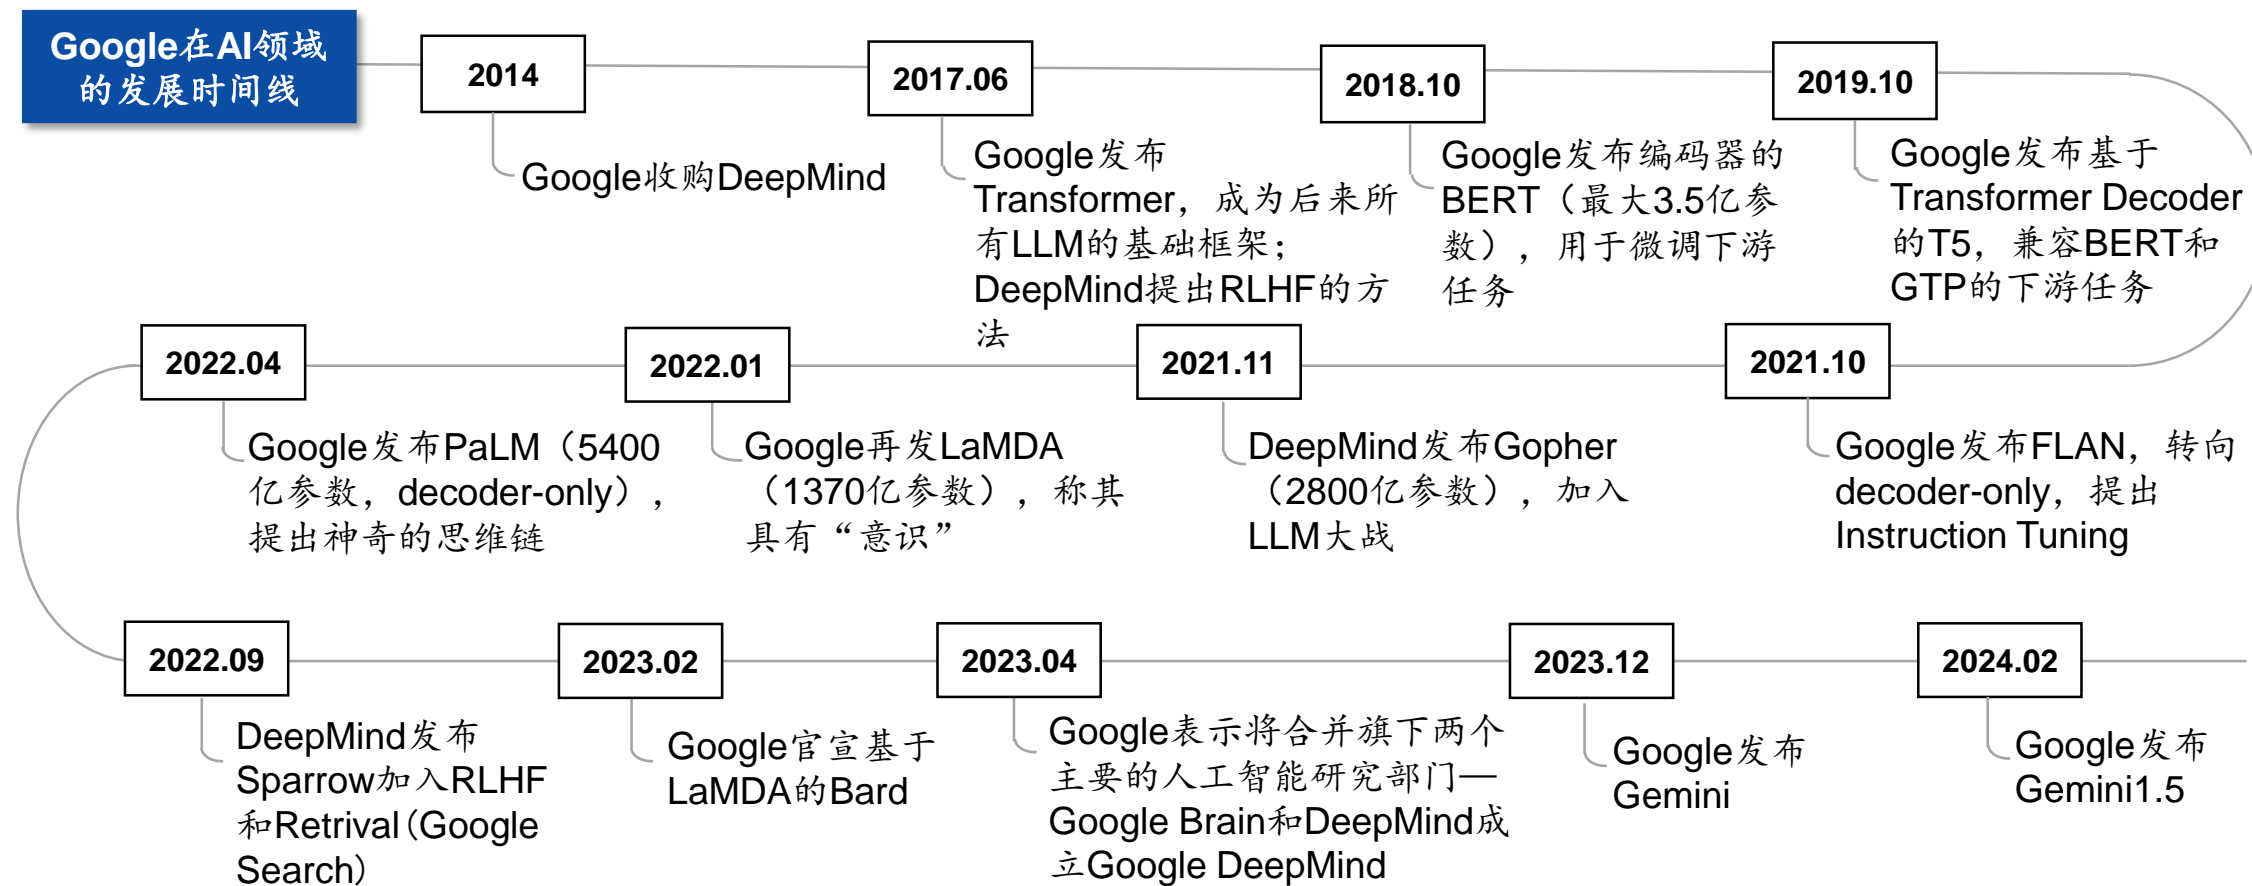 Google在AI领域
的发展时间线
2014
Google收购DeepMind
2017.06
Google发布
Transformer，成为后来所
有LLM的基础框架；
DeepMind提出RLHF的方
法
2018.10
Google发布编码器的
BERT（最大3.5亿参
数），用于微调下游
任务
2019.10
Google发布基于
Transformer Decoder
的T5，兼容BERT和
GTP的下游任务
2021.10
Google发布FLAN，转向
decoder-only，提出
Instruction Tuning
2021.11
DeepMind发布Gopher
（2800亿参数），加入
LLM大战
2022.01
Google再发LaMDA
（1370亿参数），称其
具有“意识”
2022.04
Google发布PaLM（5400
亿参数，decoder-only），
提出神奇的思维链
2022.09
DeepMind发布
Sparrow加入RLHF
和Retrival(Google
Search)
2023.02
Google官宣基于
LaMDA的Bard
2023.04
Google表示将合并旗下两个
主要的人工智能研究部门—
Google Brain和DeepMind成
立Google DeepMind
2023.12
Google发布
Gemini
2024.02
Google发布
Gemini1.5